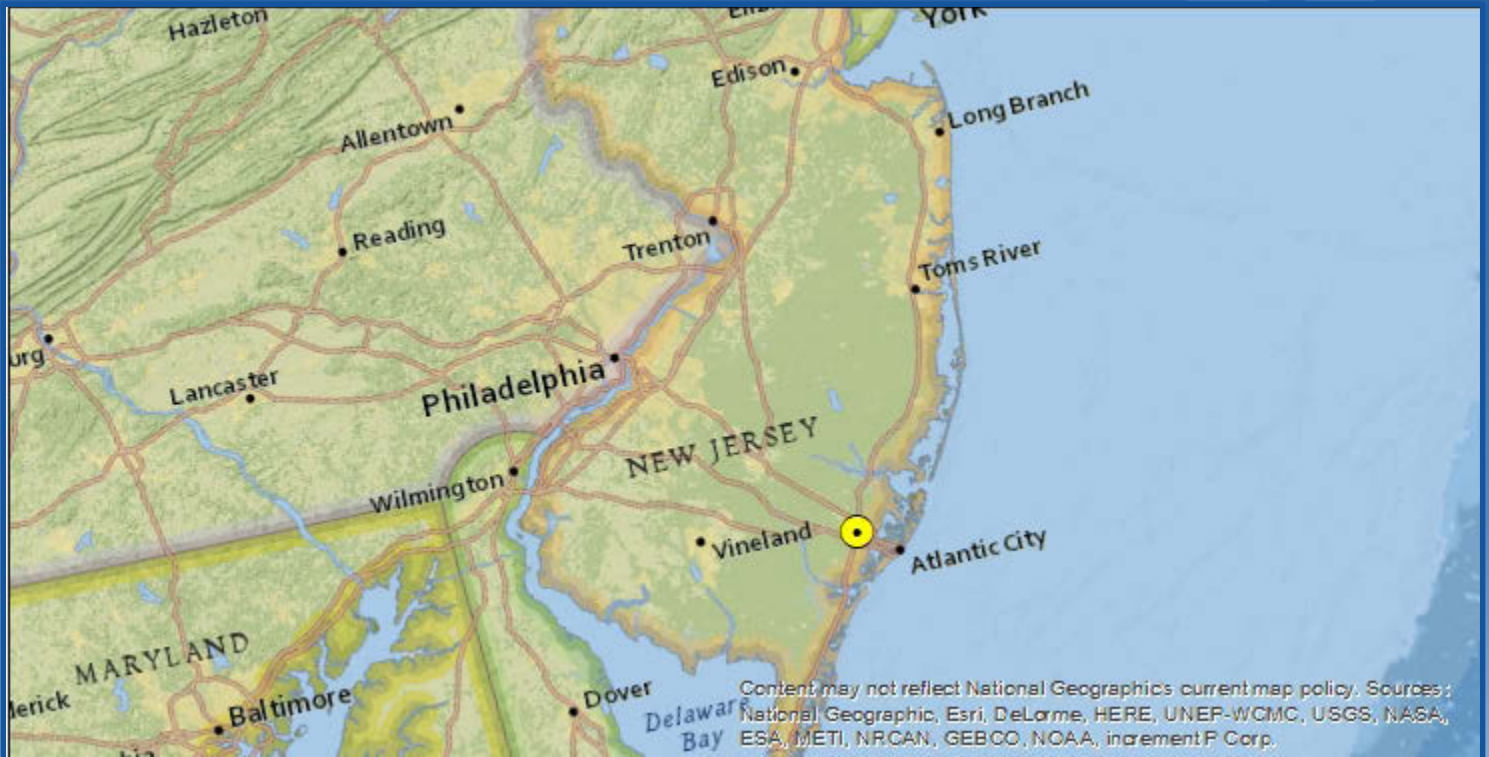 York
Hazleton
Edison
Long Branch
Allentown
Reading
Trenton
Toms River
urg
Lancaster
Philadelphia
NEW JERSEY
Wilmington
Vineland
Atlantic City
MARYLAND
derick
Baltimore
Dover
Delaware
Bay
Content may not reflect National Geographic's current map policy. Sources:
National Geographic, Esri, DeLorme, HERE, UNEP-WCMC, USGS, NASA,
ESA, METI, NRCAN, GEBCO, NOAA, increment P Corp.